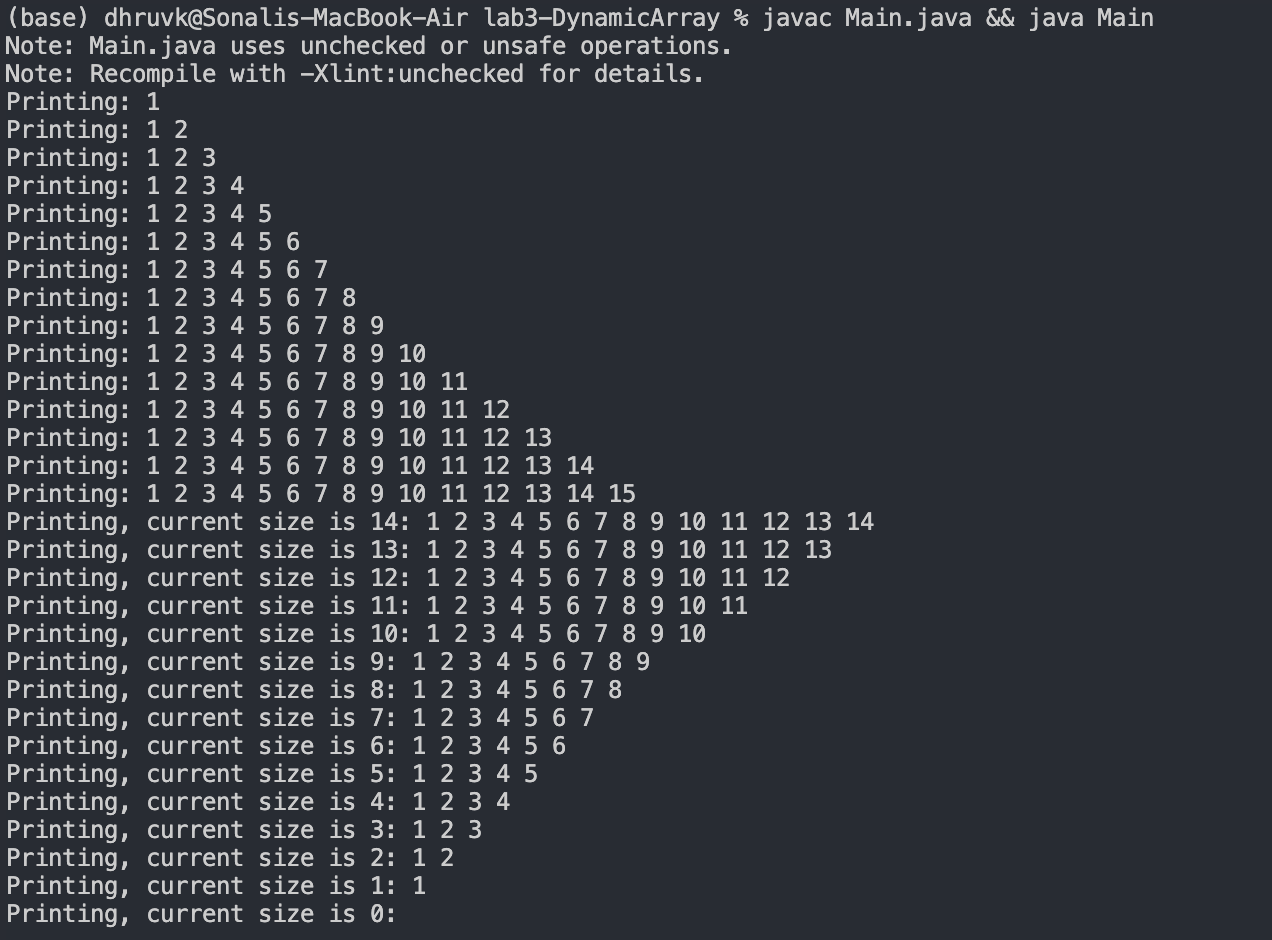 (base) dhruvk@Sonalis-MacBook-Air lab3-DynamicArray % javac Main.java && java Main
Note: Main.java uses unchecked or unsafe operations.
Note: Recompile with -Xlint:unchecked for details.
Printing: 1
Printing: 1 2
Printing: 1 2 3
Printing: 1 2 3 4
Printing: 1 2 3 4 5
Printing: 1 2 3 4 5 6
Printing: 1 2 3 4 5 6 7
Printing: 1 2 3 4 5 6 7 8
Printing: 1 2 3 4 5 6 7 8 9
Printing: 1 2 3 4 5 6 7 8 9 10
Printing: 1 2 3 4 5 6 7 8 9 10 11
Printing: 1 2 3 4 5 6 7 8 9 10 11 12
Printing: 1 2 3 4 5 6 7 8 9 10 11 12 13
Printing: 1 2 3 4 5 6 7 8 9 10 11 12 13 14
Printing: 1 2 3 4 5 6 7 8 9 10 11 12 13 14 15
Printing, current size is 14: 1 2 3 4 5 6 7 8 9 10 11 12 13 14
Printing, current size is 13: 1 2 3 4 5 6 7 8 9 10 11 12 13
Printing, current size is 12: 1 2 3 4 5 6 7 8 9 10 11 12
Printing, current size is 11: 1 2 3 4 5 6 7 8 9 10 11
Printing, current size is 10: 1 2 3 4 5 6 7 8 9 10
Printing, current size is 9: 1 2 3 4 5 6 7 8 9
Printing, current size is 8: 1 2 3 4 5 6 7 8
Printing, current size is 7: 1 2 3 4 5 6 7
Printing, current size is 6: 1 2 3 4 5 6
Printing, current size is 5: 1 2 3 4 5
Printing, current size is 4: 1 2 3 4
Printing, current size is 3: 1 2 3
Printing, current size is 2: 1 2
Printing, current size is 1: 1
Printing, current size is 0: